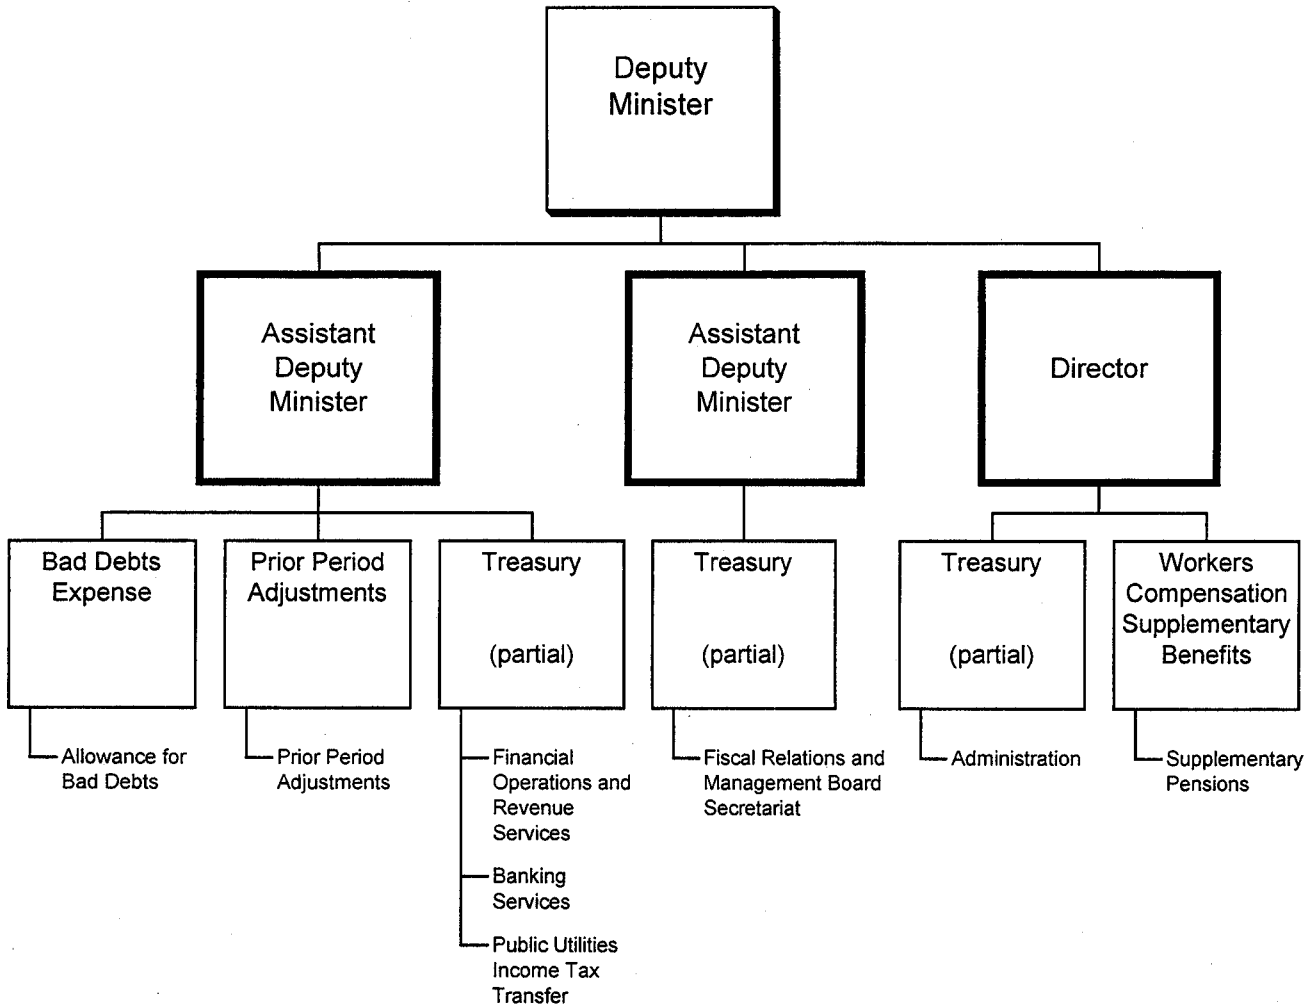 Deputy
Minister
Assistant
Deputy
Minister
Assistant
Deputy
Minister
Director
Bad Debts
Expense
Prior Period
Adjustments
Treasury
(partial)
Treasury
(partial)
Treasury
(partial)
Workers
Compensation
Supplementary
Benefits
Allowance for
Bad Debts
Prior Period
Adjustments
Financial
Operations and
Revenue
Services
Banking
Services
Public Utilities
Income Tax
Transfer
Fiscal Relations and
Management Board
Secretariat
Administration
Supplementary
Pensions